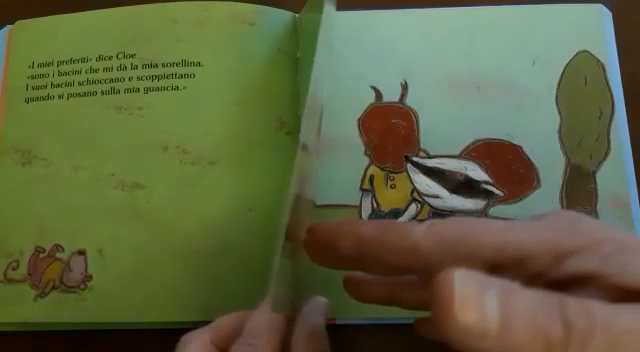 «I miei preferiti» dice Cloe
«sono i bacini che mi dà la mia sorellina.
I suoi bacini schioccano e scoppiettano
quando si posano sulla mia guancia.»